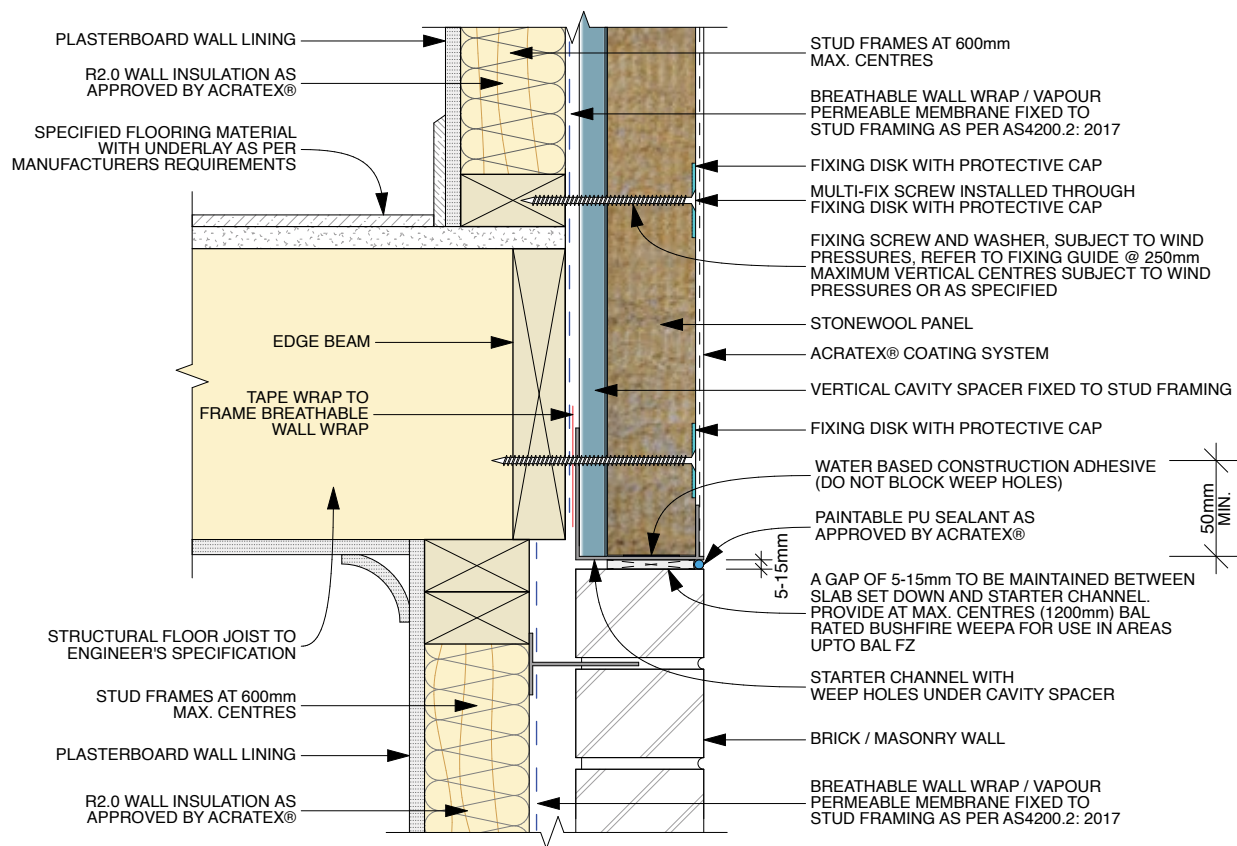 PLASTERBOARD WALL LINING
R2.0 WALL INSULATION AS
APPROVED BY ACRATEX®
SPECIFIED FLOORING MATERIAL
WITH UNDERLAY AS PER
MANUFACTURERS REQUIREMENTS
EDGE BEAM
TAPE WRAP TO
FRAME BREATHABLE
WALL WRAP
STRUCTURAL FLOOR JOIST TO
ENGINEER'S SPECIFICATION
STUD FRAMES AT 600mm
MAX. CENTRES
PLASTERBOARD WALL LINING
R2.0 WALL INSULATION AS
APPROVED BY ACRATEX®
STUD FRAMES AT 600mm
MAX. CENTRES
BREATHABLE WALL WRAP / VAPOUR
PERMEABLE MEMBRANE FIXED TO
STUD FRAMING AS PER AS4200.2: 2017
FIXING DISK WITH PROTECTIVE CAP
MULTI-FIX SCREW INSTALLED THROUGH
FIXING DISK WITH PROTECTIVE CAP
FIXING SCREW AND WASHER, SUBJECT TO WIND
PRESSURES, REFER TO FIXING GUIDE @ 250mm
MAXIMUM VERTICAL CENTRES SUBJECT TO WIND
PRESSURES OR AS SPECIFIED
STONEWOOL PANEL
ACRATEX® COATING SYSTEM
VERTICAL CAVITY SPACER FIXED TO STUD FRAMING
FIXING DISK WITH PROTECTIVE CAP
WATER BASED CONSTRUCTION ADHESIVE
(DO NOT BLOCK WEEP HOLES)
PAINTABLE PU SEALANT AS
APPROVED BY ACRATEX®
50mm
MIN.
5-15mm
A GAP OF 5-15mm TO BE MAINTAINED BETWEEN
SLAB SET DOWN AND STARTER CHANNEL.
PROVIDE AT MAX. CENTRES (1200mm) BAL
RATED BUSHFIRE WEEPA FOR USE IN AREAS
UPTO BAL FZ
STARTER CHANNEL WITH
WEEP HOLES UNDER CAVITY SPACER
BRICK / MASONRY WALL
BREATHABLE WALL WRAP / VAPOUR
PERMEABLE MEMBRANE FIXED TO
STUD FRAMING AS PER AS4200.2: 2017